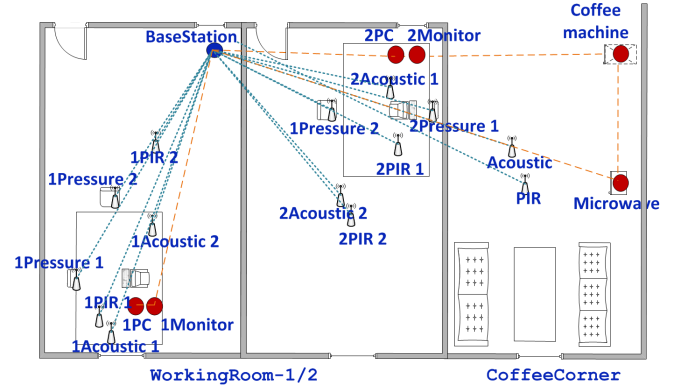 Coffee
machine
BaseStation
2PC
2Monitor
2Acoustic 1
1Pressure 2
2Pressure 1
1PIR 2
Acoustic
2PIR 1
1Pressure 2
PIR
Microwave
2Acoustic 2
1Acoustic 2
2PIR 2
1Pressure 1
1PIR 1
1PC
1Monitor
1Acoustic 1
WorkingRoom-1/2
CoffeeCorner